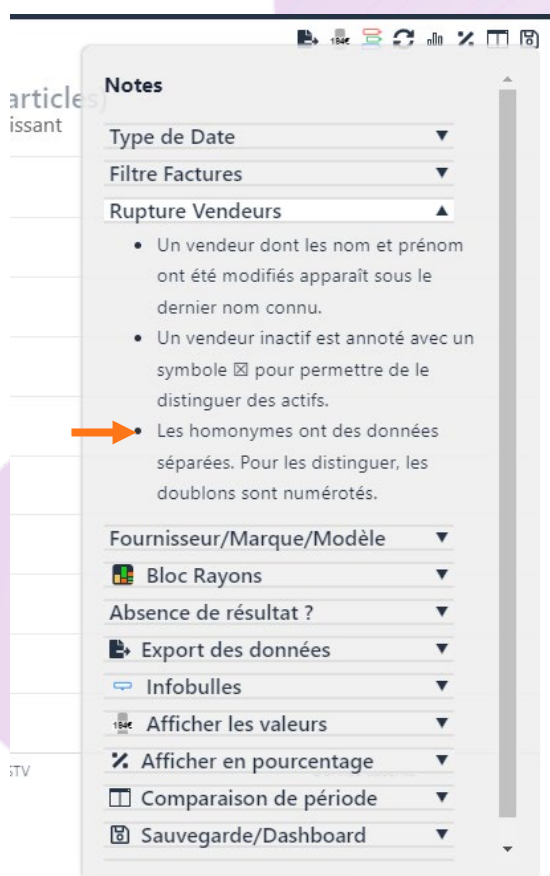 184€
articles)
issant
Notes
Type de Date
Filtre Factures
Rupture Vendeurs
• Un vendeur dont les nom et prénom
ont été modifiés apparaît sous le
dernier nom connu.
• Un vendeur inactif est annoté avec un
symbole ☒ pour permettre de le
distinguer des actifs.
• Les homonymes ont des données
séparées. Pour les distinguer, les
doublons sont numérotés.
Fournisseur/Marque/Modèle
Bloc Rayons
Absence de résultat ?
Export des données
Infobulles
184€ Afficher les valeurs
Afficher en pourcentage
STV
Comparaison de période
Sauvegarde/Dashboard